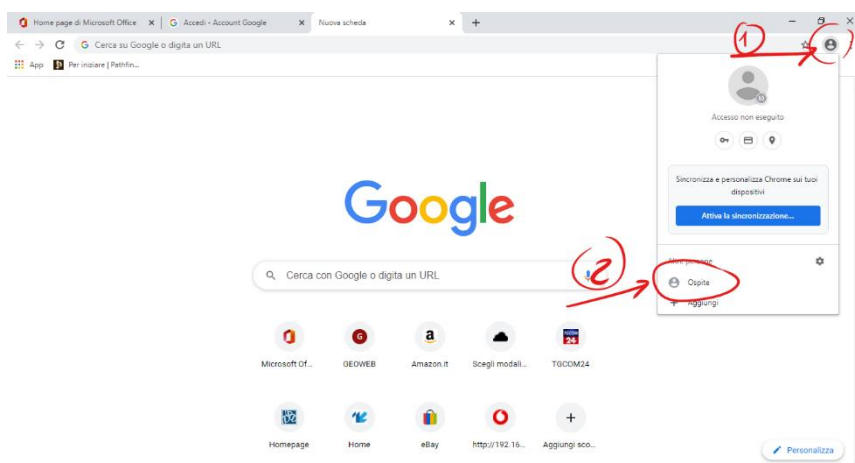 Home page di Microsoft Office
Accedi - Account Google
Nuova scheda
Cerca su Google o digita un URL
App
Per iniziare | Pathfin...
1
Accesso non eseguito
Sincronizza e personalizza Chrome sui tuoi
dispositivi
Attiva la sincronizzazione...
Google
Altre persone
2
Cerca con Google o digita un URL
Ospite
Aggiungi
G
a
24
Microsoft Of...
GEOWEB
Amazon.it
Scegli modali...
TGCOM24
Homepage
Home
eBay
http://192.16...
Aggiungi sco...
Personalizza